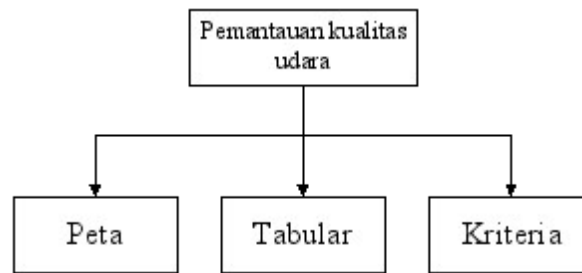 Pemantauan kualitas
udara
Peta
Tabular
Kriteria